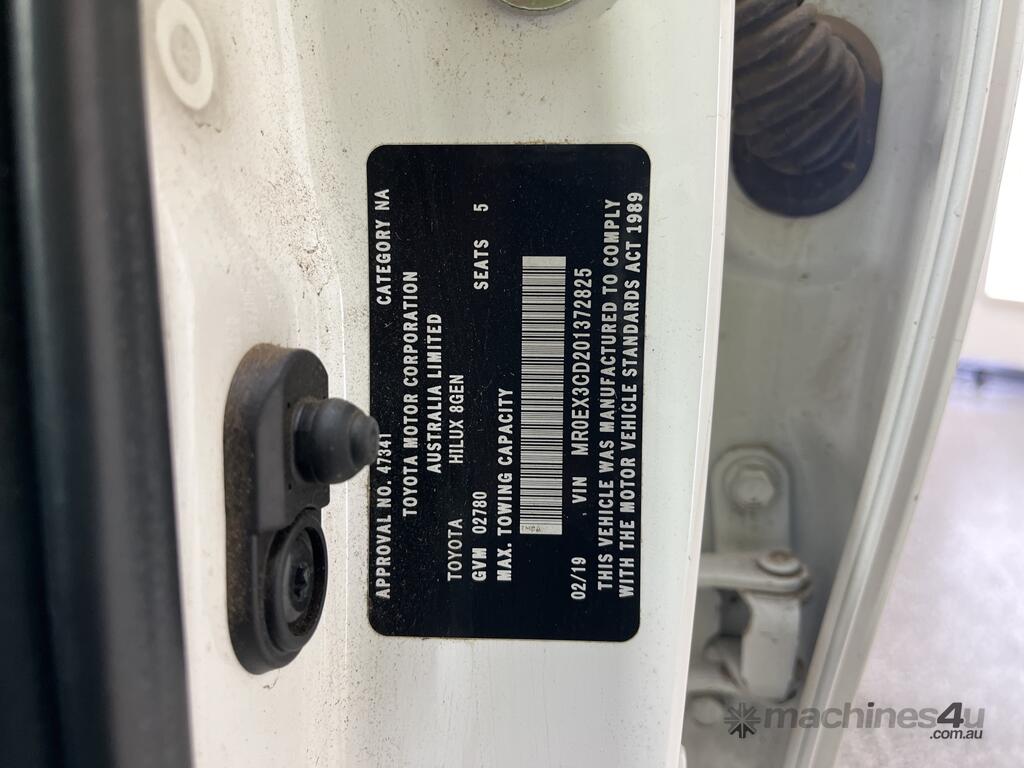 APPROVAL NO. 47341 CATEGORY NA
TOYOTA MOTOR CORPORATION
AUSTRALIA LIMITED
TOYOTA HILUX 8GEN
GVM 02780 SEATS 5
MAX. TOWING CAPACITY
02/19 VIN MR0EX3CD201372825
THIS VEHICLE WAS MANUFACTURED TO COMPLY
WITH THE MOTOR VEHICLE STANDARDS ACT 1989
machines4u
.com.au